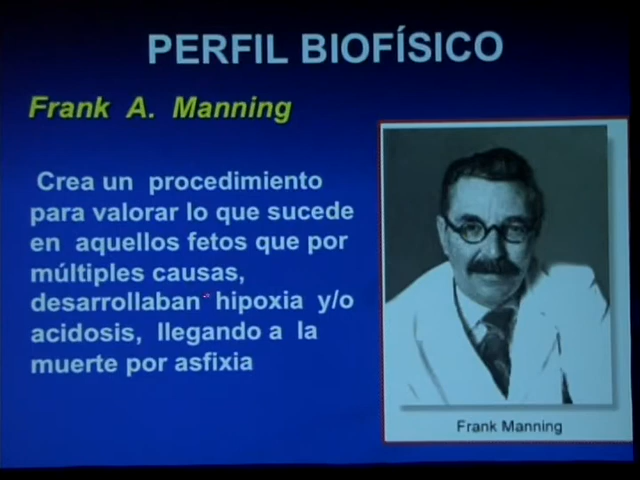 PERFIL BIOFÍSICO
Frank A. Manning
Crea un procedimiento
para valorar lo que sucede
en aquellos fetos que por
múltiples causas,
desarrollaban hipoxia y/o
acidosis, llegando a la
muerte por asfixia
Frank Manning